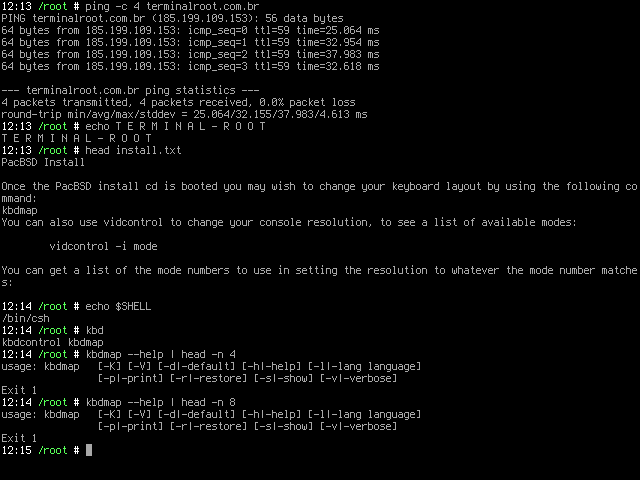 12:13 /root # ping -c 4 terminalroot.com.br
PING terminalroot.com.br (185.199.109.153): 56 data bytes
64 bytes from 185.199.109.153: icmp_seq=0 ttl=59 time=25.064 ms
64 bytes from 185.199.109.153: icmp_seq=1 ttl=59 time=32.954 ms
64 bytes from 185.199.109.153: icmp_seq=2 ttl=59 time=37.983 ms
64 bytes from 185.199.109.153: icmp_seq=3 ttl=59 time=32.618 ms

--- terminalroot.com.br ping statistics ---
4 packets transmitted, 4 packets received, 0.0% packet loss
round-trip min/avg/max/stddev = 25.064/32.155/37.983/4.613 ms
12:13 /root # echo T E R M I N A L - R O O T
T E R M I N A L - R O O T
12:13 /root # head install.txt
PacBSD Install

Once the PacBSD install cd is booted you may wish to change your keyboard layout by using the following co
mmand:
kbdmap
You can also use vidcontrol to change your console resolution, to see a list of available modes:

        vidcontrol -i mode

You can get a list of the mode numbers to use in setting the resolution to whatever the mode number matche
s:

12:14 /root # echo $SHELL
/bin/csh
12:14 /root # kbd
kbdcontrol kbdmap
12:14 /root # kbdmap --help | head -n 4
usage: kbdmap   [-K] [-V] [-d|-default] [-h|-help] [-l|-lang language]
                [-p|-print] [-r|-restore] [-s|-show] [-v|-verbose]
Exit 1
12:14 /root # kbdmap --help | head -n 8
usage: kbdmap   [-K] [-V] [-d|-default] [-h|-help] [-l|-lang language]
                [-p|-print] [-r|-restore] [-s|-show] [-v|-verbose]
Exit 1
12:15 /root #